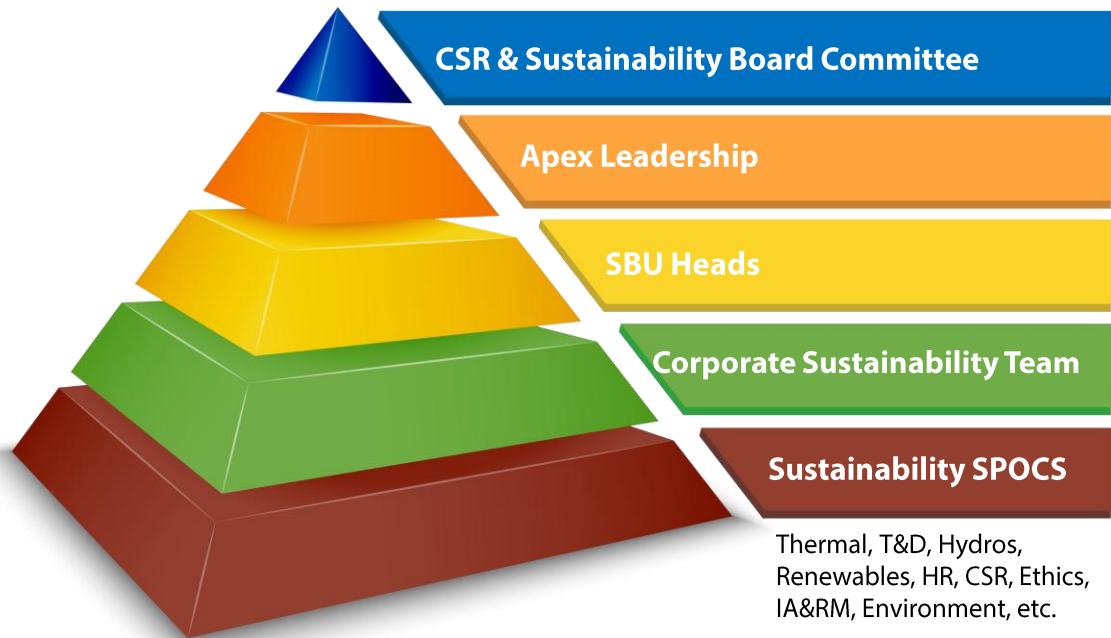 CSR & Sustainability Board Committee
Apex Leadership
SBU Heads
Corporate Sustainability Team
Sustainability SPOCS
Thermal, T&D, Hydros,
Renewables, HR, CSR, Ethics,
IA&RM, Environment, etc.